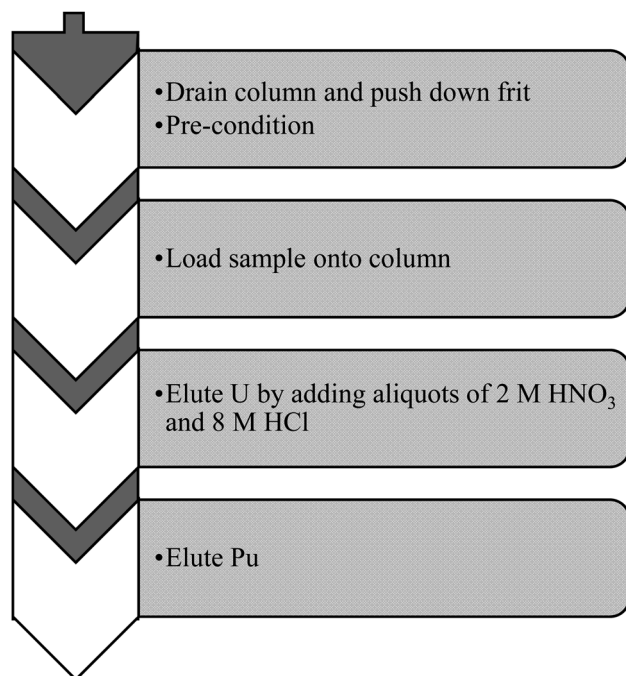 •Drain column and push down frit
•Pre-condition
•Load sample onto column
•Elute U by adding aliquots of 2 M HNO₃
and 8 M HCl
•Elute Pu